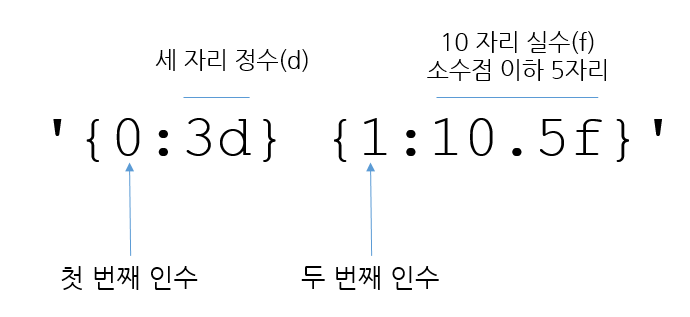 세 자리 정수(d)
10 자리 실수(f)
소수점 이하 5자리
'{0:3d} {1:10.5f}'
첫 번째 인수
두 번째 인수